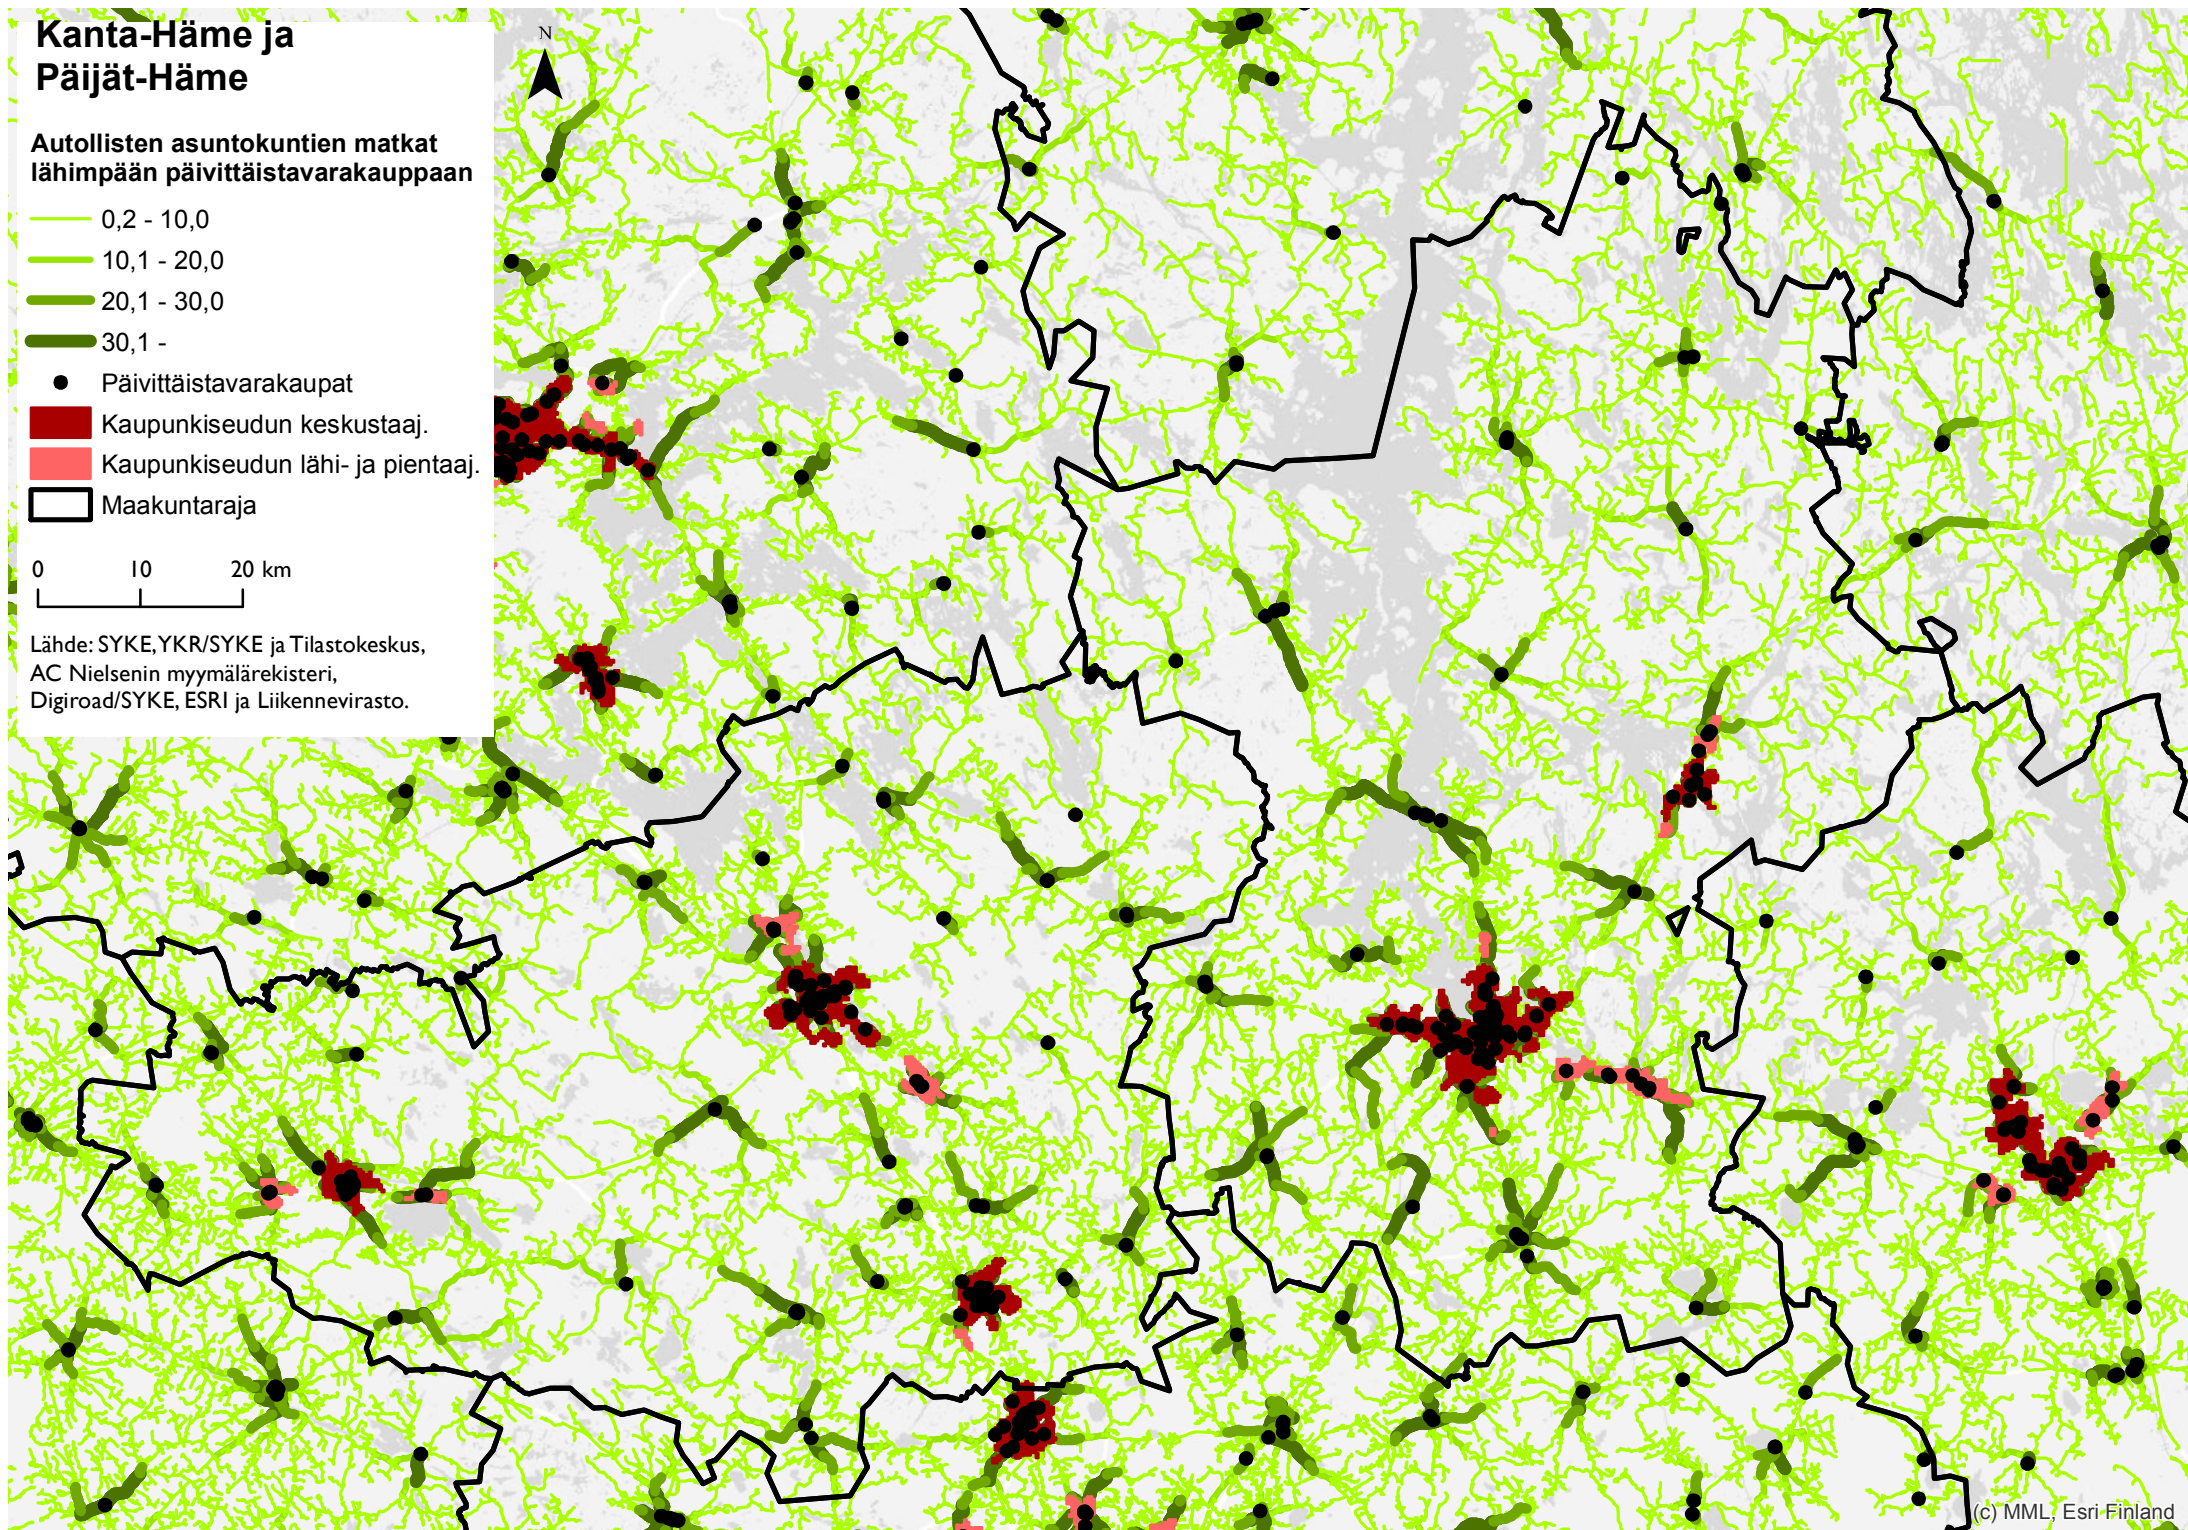 Kanta-Häme ja
Päijät-Häme
Autollisten asuntokuntien matkat
lähimpään päivittäistavarakauppaan
0,2 - 10,0
10,1 - 20,0
20,1 - 30,0
30,1 -
Päivittäistavarakaupat
Kaupunkiseudun keskustaaj.
Kaupunkiseudun lähi- ja pientaaj.
Maakuntaraja
0 10 20 km
Lähde: SYKE, YKR/SYKE ja Tilastokeskus,
AC Nielsenin myymälärekisteri,
Digiroad/SYKE, ESRI ja Liikennevirasto.
N
(c) MML, Esri Finland